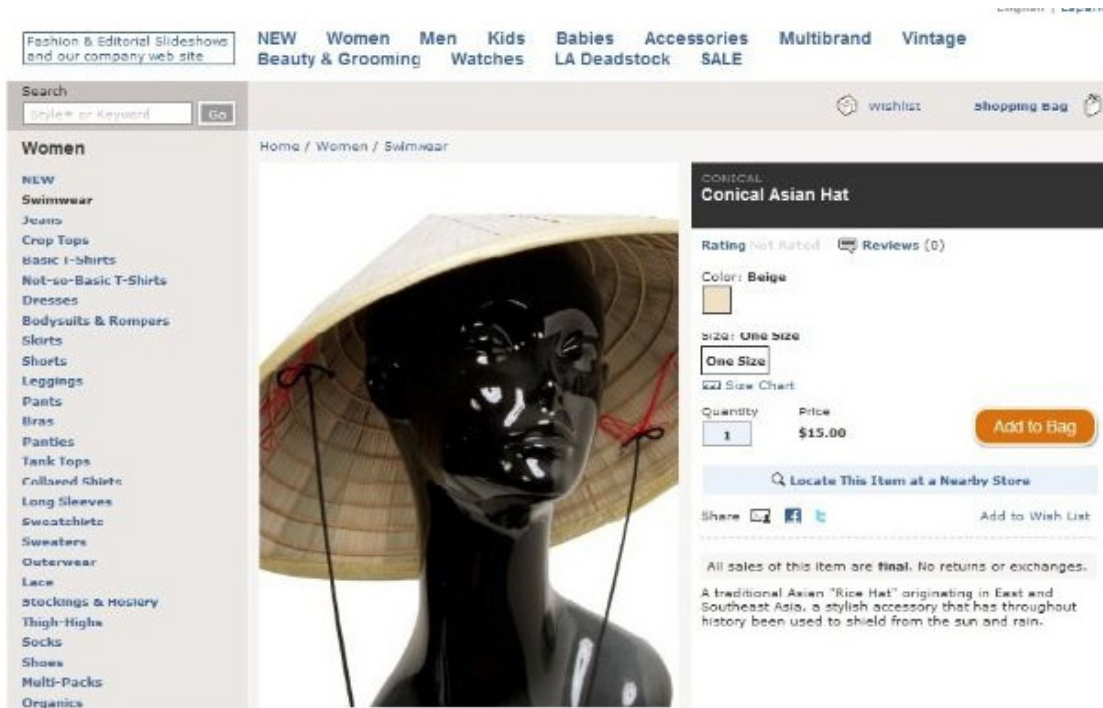 Fashion & Editorial Slideshows
and our company web site
NEW Women Men Kids Babies Accessories Multibrand Vintage
Beauty & Grooming Watches LA Deadstock SALE
Search
Style# or Keyword Go
Wishlist Shopping Bag
Women
Home / Women / Swimwear
NEW
Swimwear
Jeans
Crop Tops
Basic T-Shirts
Not-so-Basic T-Shirts
Dresses
Bodysuits & Rompers
Skirts
Shorts
Leggings
Pants
Bras
Panties
Tank Tops
Collared Shirts
Long Sleeves
Sweatshirts
Sweaters
Outerwear
Lace
Stockings & Hosiery
Thigh-Highs
Socks
Shoes
Multi-Packs
Organics
CONICAL
Conical Asian Hat
Rating Not Rated Reviews (0)
Color: Beige
Size: One Size
One Size
Size Chart
Quantity Price
1 $15.00 Add to Bag
Locate This Item at a Nearby Store
Share Add to Wish List
All sales of this item are final. No returns or exchanges.
A traditional Asian "Rice Hat" originating in East and
Southeast Asia, a stylish accessory that has throughout
history been used to shield from the sun and rain.